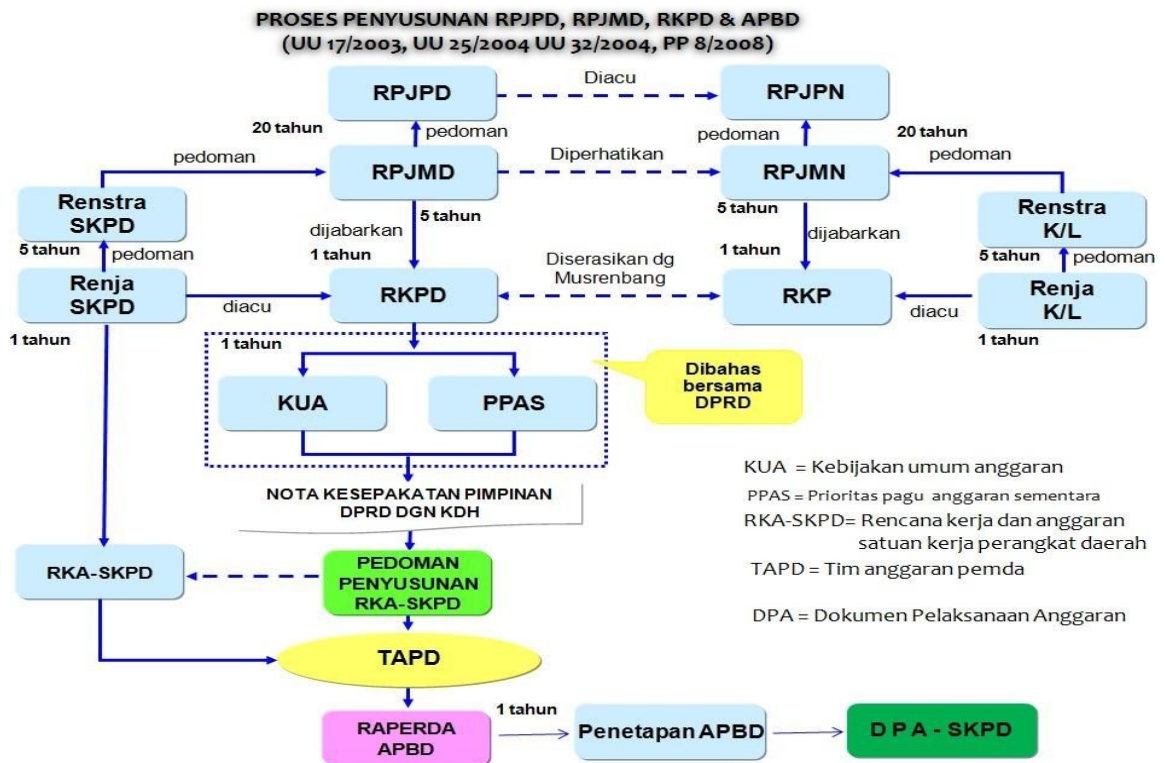 PROSES PENYUSUNAN RPJPD, RPJMD, RKPD & APBD
(UU 17/2003, UU 25/2004 UU 32/2004, PP 8/2008)
RPJPD
Diacu
RPJPN
20 tahun
pedoman
pedoman
20 tahun
pedoman
RPJMD
Diperhatikan
RPJMN
pedoman
Renstra
SKPD
5 tahun
5 tahun
Renstra
K/L
5 tahun
pedoman
dijabarkan
1 tahun
1 tahun
dijabarkan
5 tahun
pedoman
Renja
SKPD
diacu
RKPD
Diserasikan dg
Musrenbang
RKP
diacu
Renja
K/L
1 tahun
1 tahun
1 tahun
KUA
PPAS
Dibahas
bersama
DPRD
NOTA KESEPAKATAN PIMPINAN
DPRD DGN KDH
KUA = Kebijakan umum anggaran
PPAS = Prioritas pagu anggaran sementara
RKA-SKPD= Rencana kerja dan anggaran
satuan kerja perangkat daerah
TAPD = Tim anggaran pemda
DPA = Dokumen Pelaksanaan Anggaran
RKA-SKPD
PEDOMAN
PENYUSUNAN
RKA-SKPD
TAPD
RAPERDA
APBD
1 tahun
Penetapan APBD
D P A - SKPD